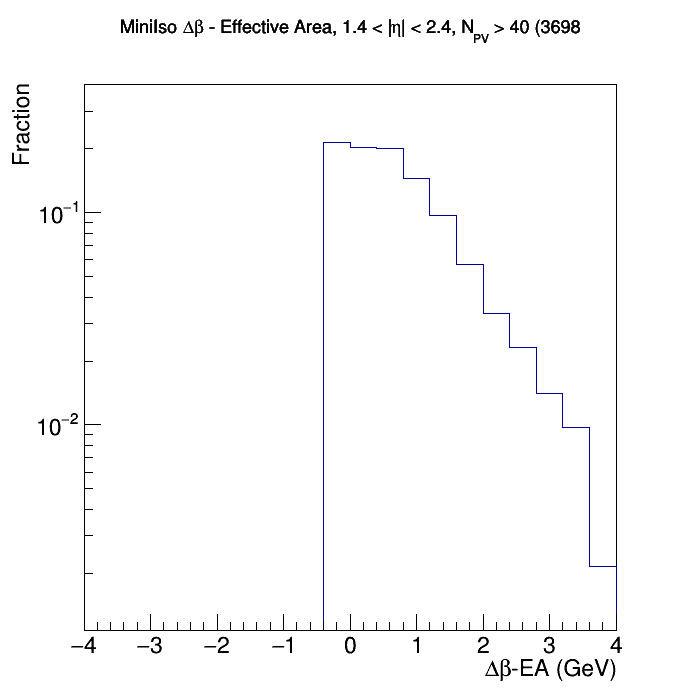 MiniIso Δβ - Effective Area, 1.4 < |η| < 2.4, N_PV > 40 (3698
Fraction
10⁻¹
10⁻²
−4 −3 −2 −1 0 1 2 3 4
Δβ-EA (GeV)